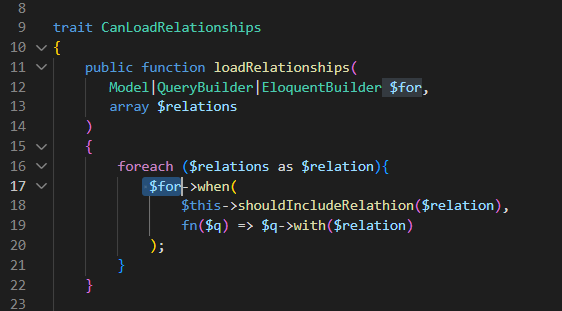 8
9 trait CanLoadRelationships
10 {
11 public function loadRelationships(
12 Model|QueryBuilder|EloquentBuilder $for,
13 array $relations
14 )
15 {
16 foreach ($relations as $relation){
17 $for->when(
18 $this->shouldIncludeRelathion($relation),
19 fn($q) => $q->with($relation)
20 );
21 }
22 }
23